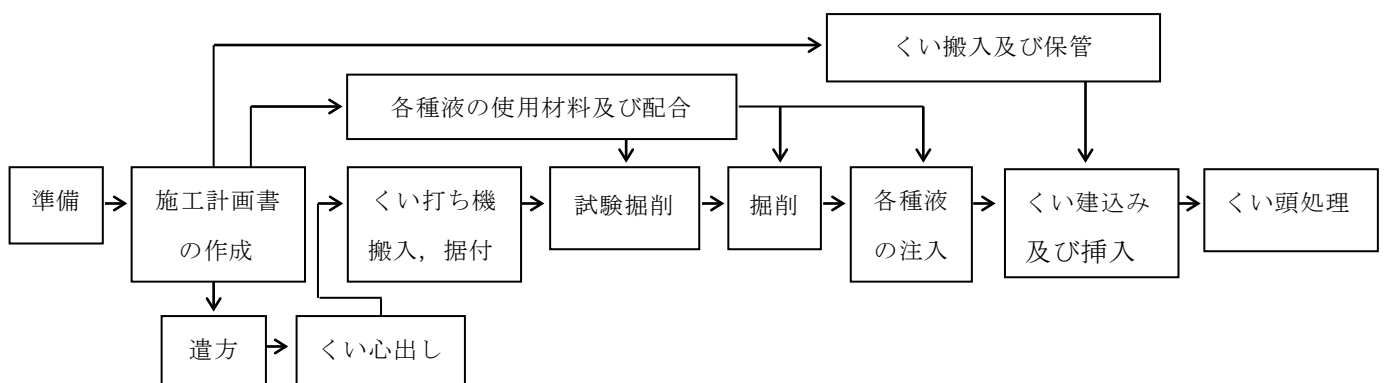 くい搬入及び保管
各種液の使用材料及び配合
準備
施工計画書
の作成
くい打ち機
搬入，据付
試験掘削
掘削
各種液
の注入
くい建込み
及び挿入
くい頭処理
遣方
くい心出し